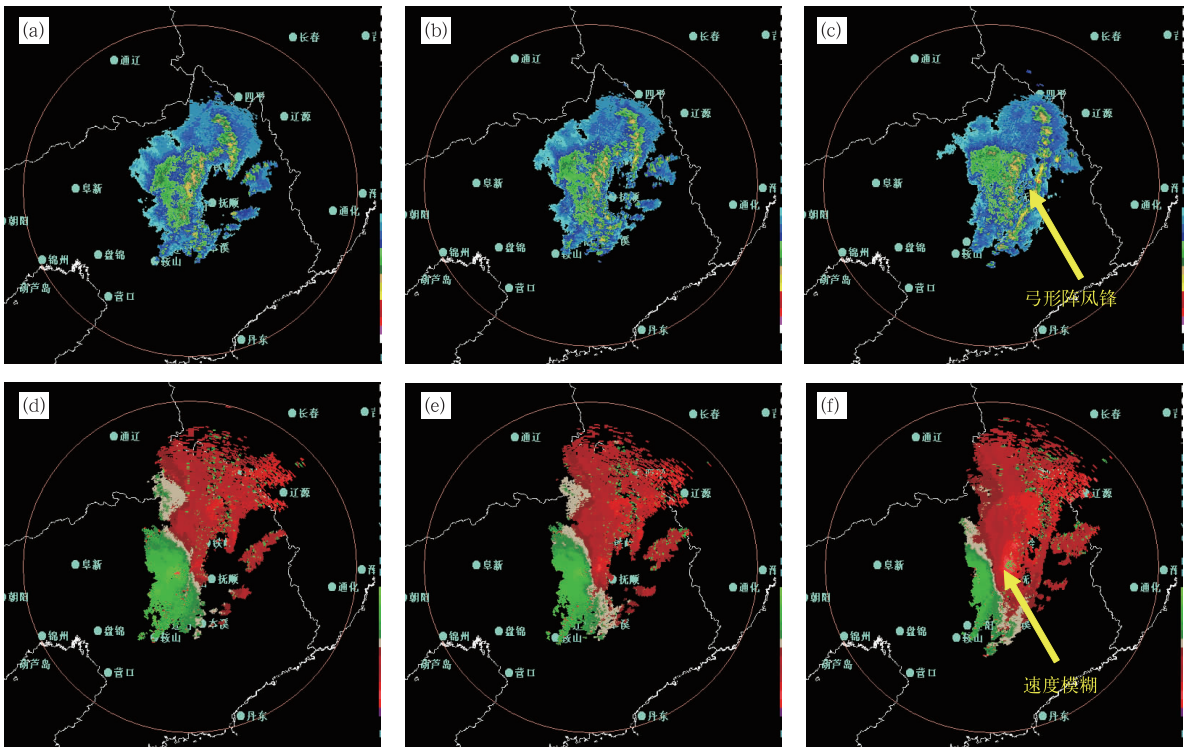 (a)
长春
通辽
四平
辽源
阜新
抚顺
通化
朝阳
本溪
盘锦
锦州
鞍山
葫芦岛
营口
丹东
(b)
长春
通辽
四平
辽源
阜新
抚顺
通化
朝阳
溪
盘锦
锦州
鞍山
葫芦岛
营口
丹东
(c)
长春
通辽
四平
辽源
阜新
通化
朝阳
盘锦
锦州
鞍山
葫芦岛
营口
弓形阵风锋
丹东
(d)
长春
通辽
辽源
阜新
抚顺
通化
朝阳
本溪
盘锦
锦州
鞍山
葫芦岛
营口
丹东
(e)
长春
通辽
辽源
阜新
抚顺
通化
朝阳
溪
盘锦
锦州
鞍山
葫芦岛
营口
丹东
(f)
长春
通辽
辽源
阜新
抚
通化
朝阳
阳
溪
盘锦
锦州
鞍山
葫芦岛
营口
速度模糊
丹东